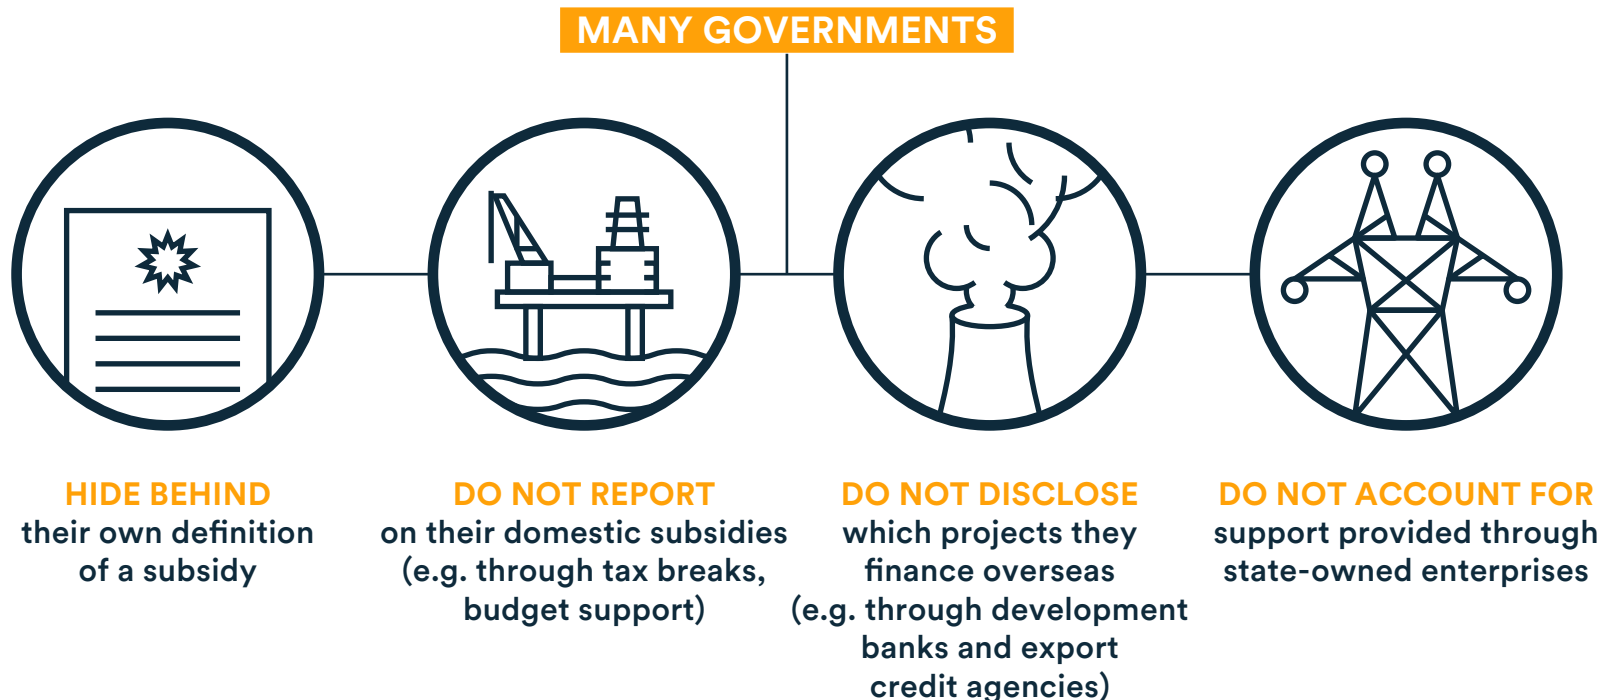 MANY GOVERNMENTS
HIDE BEHIND
their own definition
of a subsidy
DO NOT REPORT
on their domestic subsidies
(e.g. through tax breaks,
budget support)
DO NOT DISCLOSE
which projects they
finance overseas
(e.g. through development
banks and export
credit agencies)
DO NOT ACCOUNT FOR
support provided through
state-owned enterprises